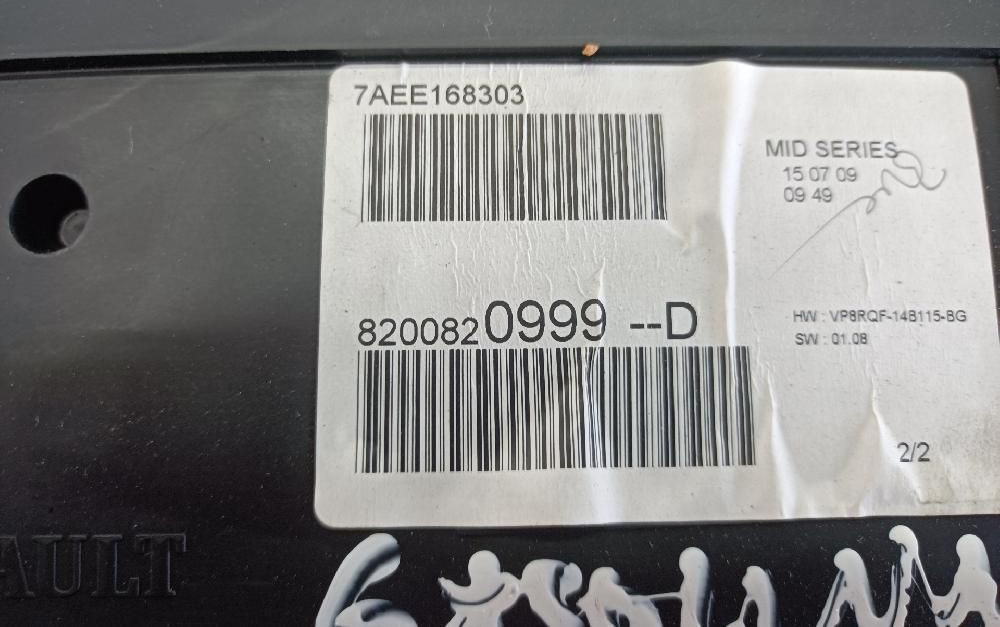 7AEE168303
MID SERIES
15 07 09
09 49
8200820999 --D
HW : VP8RQF-14B115-BG
SW : 01.08
2/2
AULT